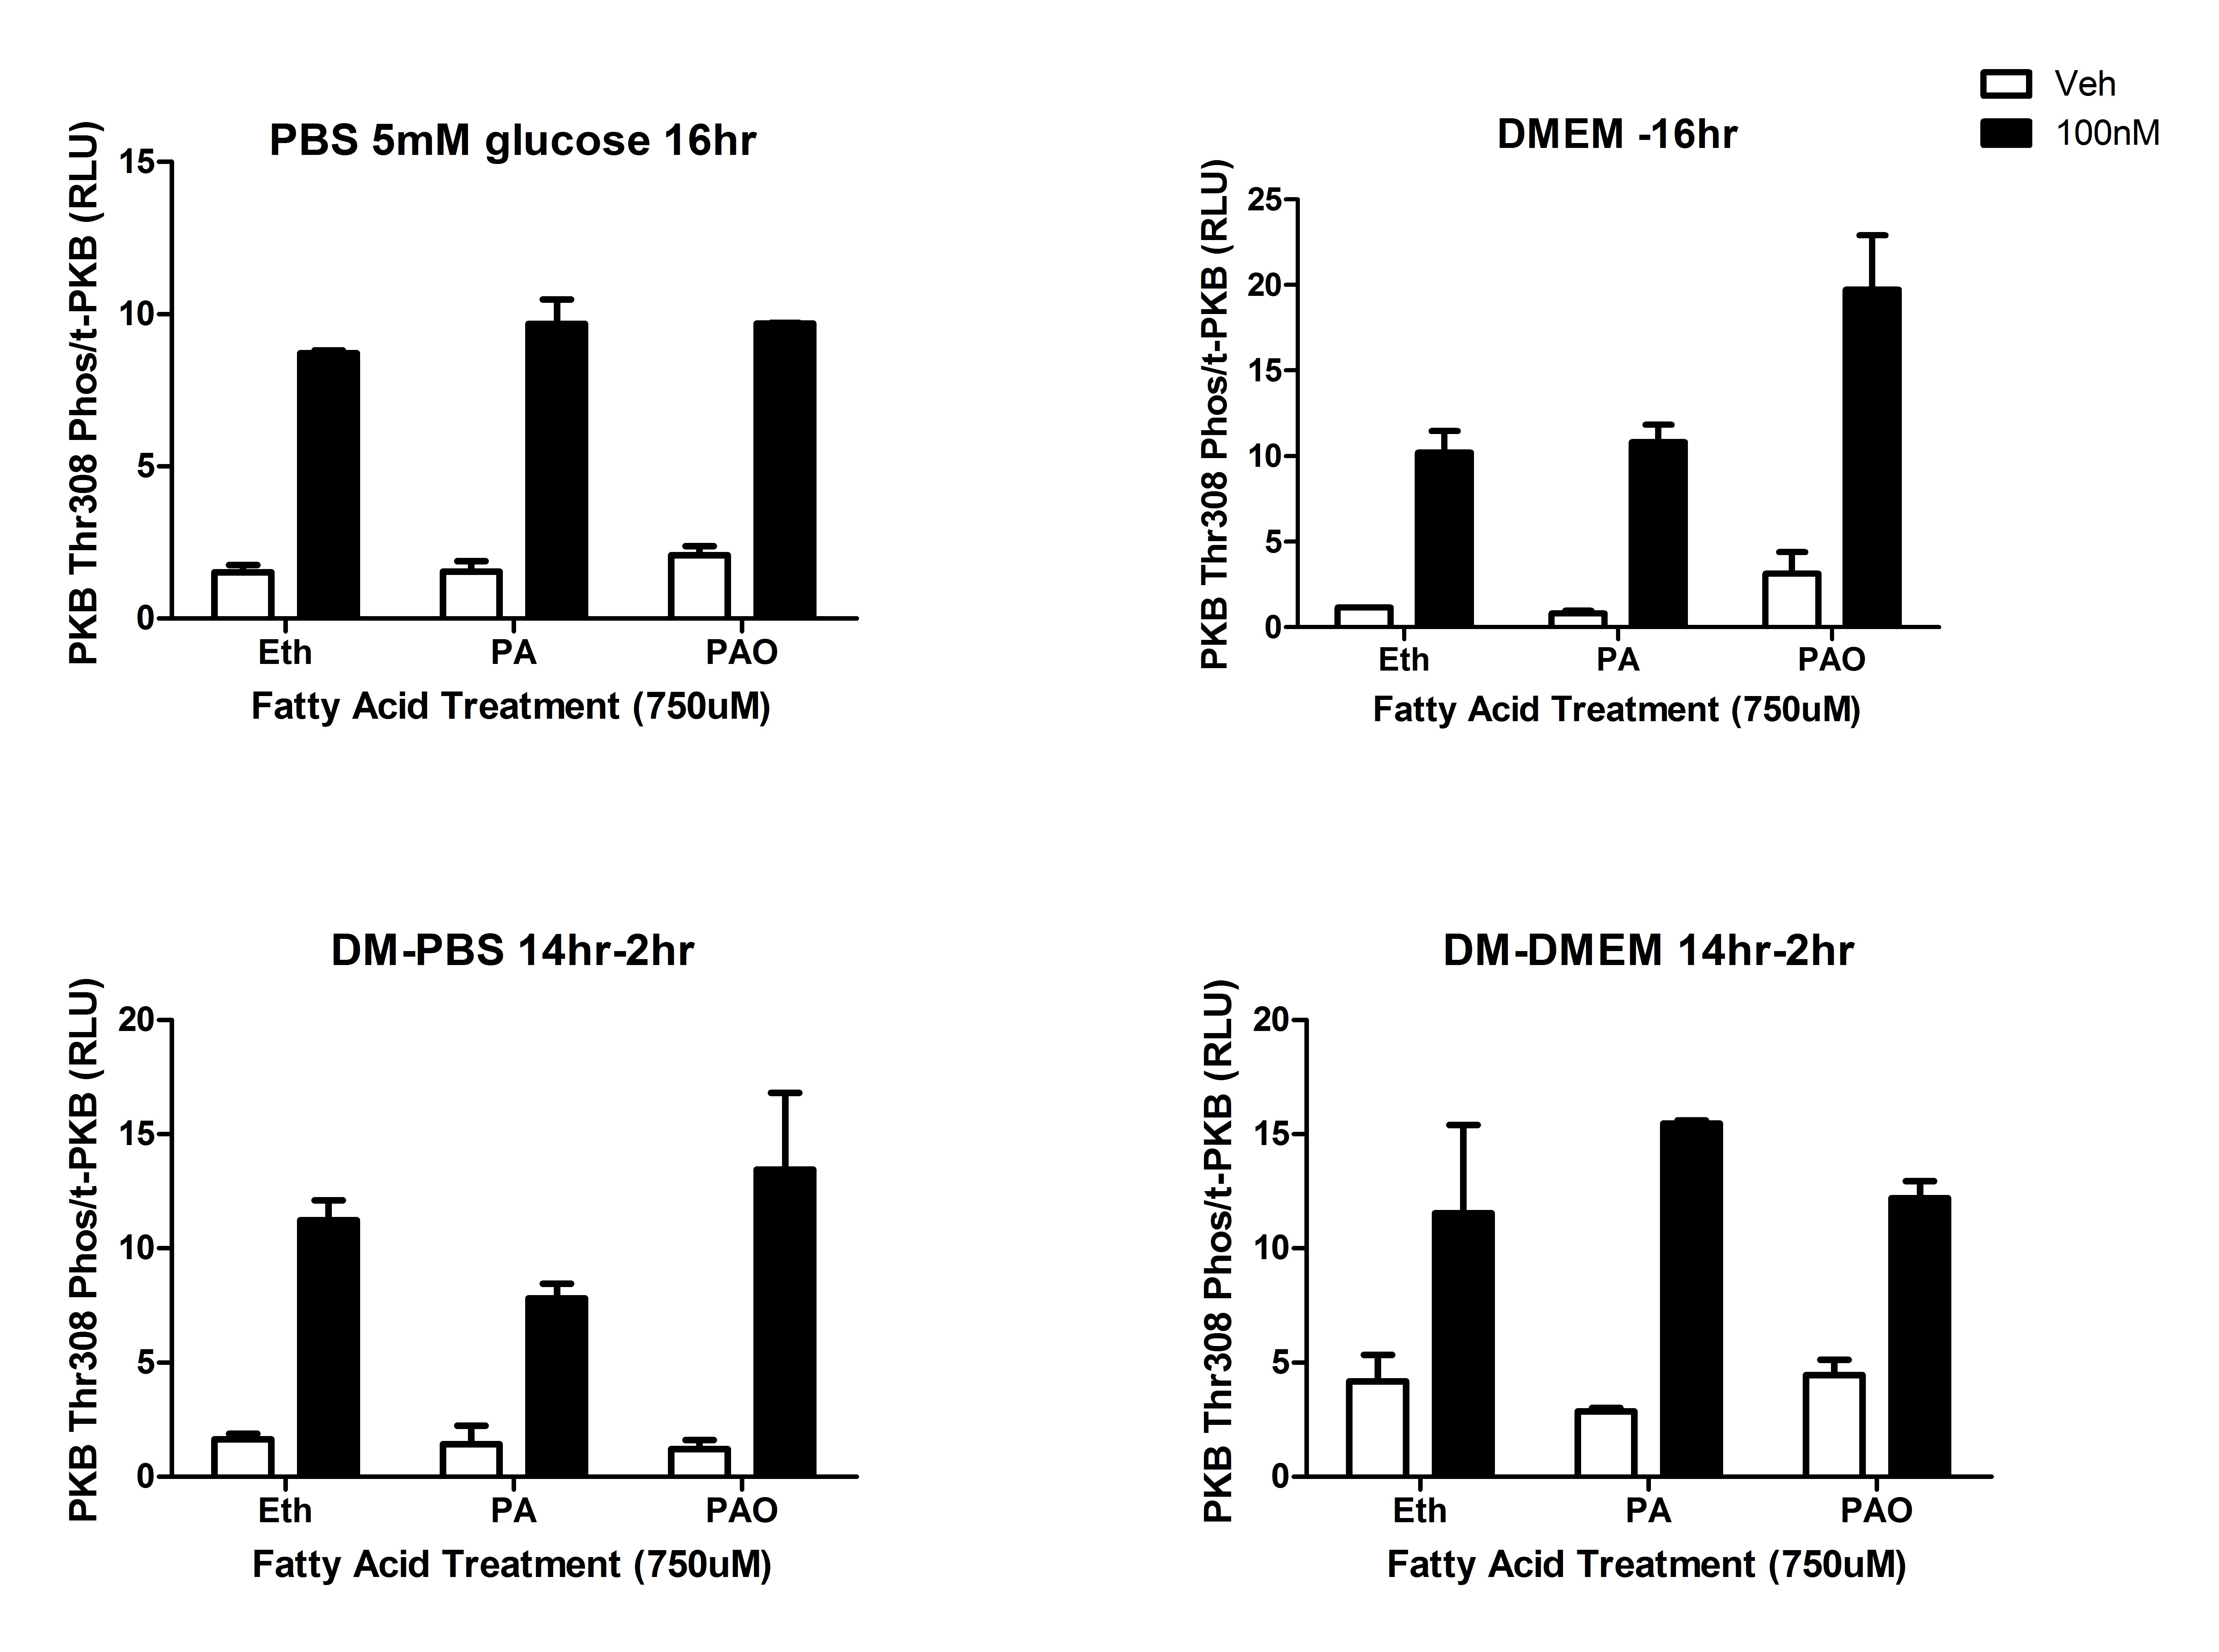 Veh
100nM
PBS 5mM glucose 16hr
PKB Thr308 Phos/t-PKB (RLU)
15
10
5
0
Eth PA PAO
Fatty Acid Treatment (750uM)
DMEM -16hr
PKB Thr308 Phos/t-PKB (RLU)
25
20
15
10
5
0
Eth PA PAO
Fatty Acid Treatment (750uM)
DM-PBS 14hr-2hr
PKB Thr308 Phos/t-PKB (RLU)
20
15
10
5
0
Eth PA PAO
Fatty Acid Treatment (750uM)
DM-DMEM 14hr-2hr
PKB Thr308 Phos/t-PKB (RLU)
20
15
10
5
0
Eth PA PAO
Fatty Acid Treatment (750uM)